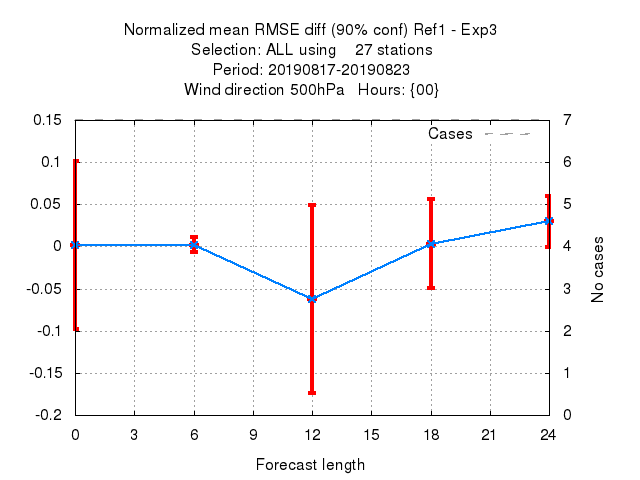 Normalized mean RMSE diff (90% conf) Ref1 - Exp3
Selection: ALL using    27 stations
Period: 20190817-20190823
Wind direction 500hPa   Hours: {00}
Cases
0.15
0.1
0.05
0
-0.05
-0.1
-0.15
-0.2
7
6
5
4
3
2
1
0
No cases
0 3 6 9 12 15 18 21 24
Forecast length